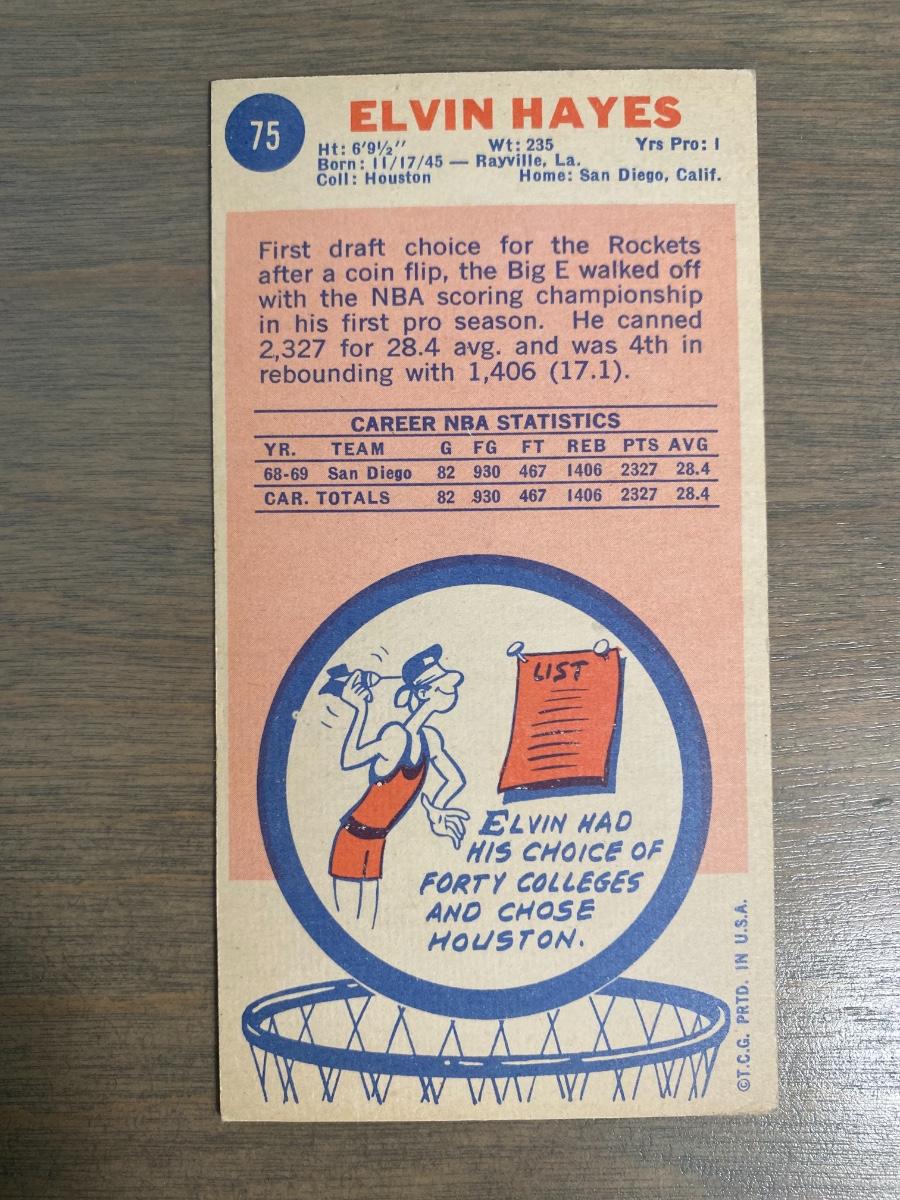 75
ELVIN HAYES
Ht: 6'9½" Wt: 235 Yrs Pro: 1
Born: 11/17/45 — Rayville, La.
Coll: Houston Home: San Diego, Calif.
First draft choice for the Rockets
after a coin flip, the Big E walked off
with the NBA scoring championship
in his first pro season. He canned
2,327 for 28.4 avg. and was 4th in
rebounding with 1,406 (17.1).
CAREER NBA STATISTICS
YR. TEAM G FG FT REB PTS AVG
68-69 San Diego 82 930 467 1406 2327 28.4
CAR. TOTALS 82 930 467 1406 2327 28.4
LIST
ELVIN HAD
HIS CHOICE OF
FORTY COLLEGES
AND CHOSE
HOUSTON.
©T.C.G. PRTD. IN U.S.A.